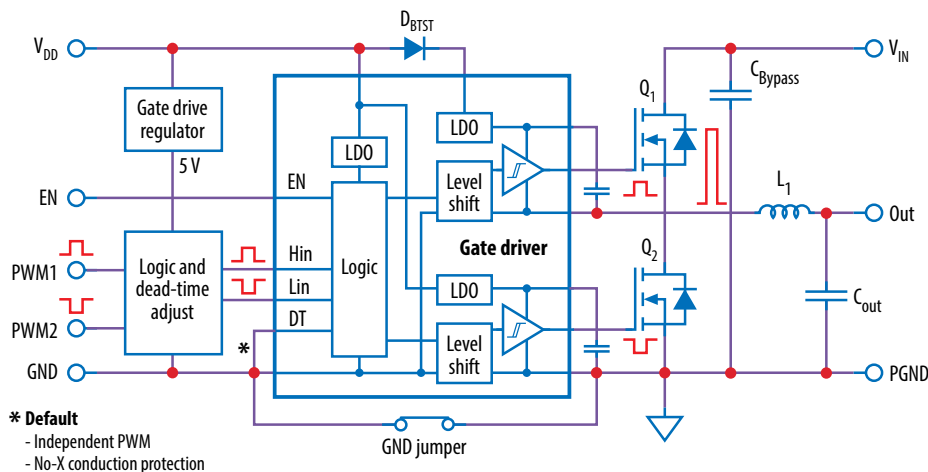 D_BTST
V_DD
V_IN
C_Bypass
Q_1
Gate drive
regulator
LDO
LDO
5 V
EN
EN
Level
shift
L_1
Out
Gate driver
Q_2
PWM1
Logic and
dead-time
adjust
Hin
Logic
Lin
LDO
C_out
PWM2
DT
*
Level
shift
GND
PGND
* Default
- Independent PWM
- No-X conduction protection
GND jumper